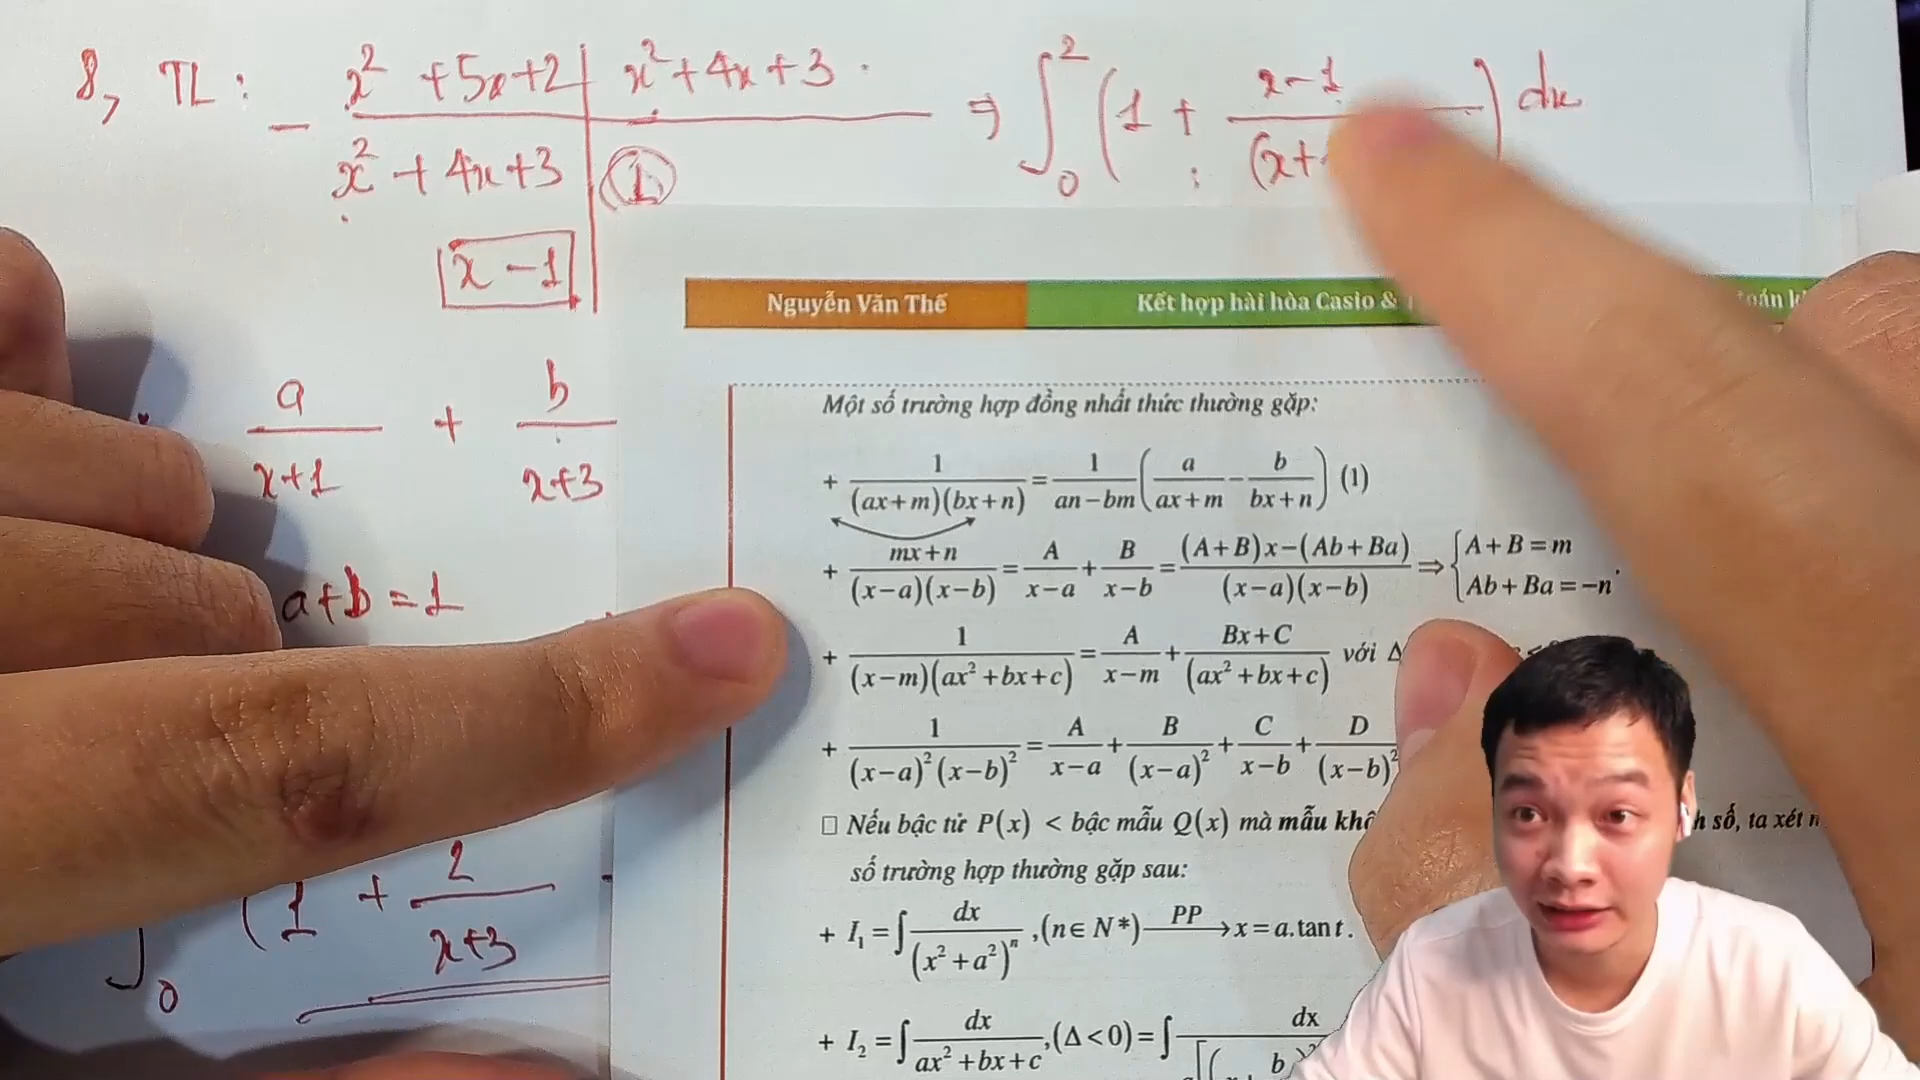 8, TL: - x² + 5x + 2 | x² + 4x + 3 ⇒ ∫₀² (1 + (x-1)/(x+ ) dx
x² + 4x + 3 | 1
x - 1
a/(x+1) + b/(x+3)
a + b = 1
0 (1 + 2/(x+3) -
Nguyễn Văn Thế Kết hợp hài hòa Casio & toán
Một số trường hợp đồng nhất thức thường gặp:
+ 1/((ax+m)(bx+n)) = 1/(an-bm) (a/(ax+m) - b/(bx+n)) (1)
+ (mx+n)/((x-a)(x-b)) = A/(x-a) + B/(x-b) = ((A+B)x-(Ab+Ba))/((x-a)(x-b)) ⇒ { A+B=m
Ab+Ba=-n .
+ 1/((x-m)(ax²+bx+c)) = A/(x-m) + (Bx+C)/((ax²+bx+c)) với Δ
+ 1/((x-a)²(x-b)²) = A/(x-a) + B/(x-a)² + C/(x-b) + D/(x-b)²
□ Nếu bậc tử P(x) < bậc mẫu Q(x) mà mẫu số, ta xét
số trường hợp thường gặp sau:
+ I₁ = ∫ dx/(x²+a²)ⁿ ,(n∈N*) PP→ x = a.tan t.
+ I₂ = ∫ dx/(ax²+bx+c) ,(Δ<0) = ∫ dx